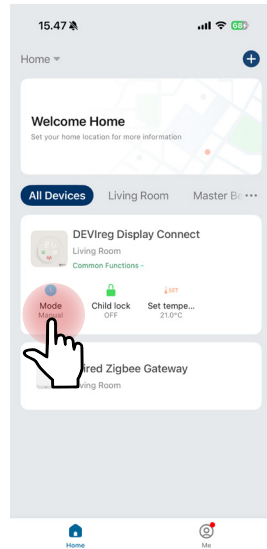 15.47
68
Home
Welcome Home
Set your home location for more information
All Devices Living Room Master Be
DEVIreg Display Connect
Living Room
Common Functions
SET
Mode Child lock Set tempe...
Manual OFF 21.0°C
ired Zigbee Gateway
ving Room
Home Me